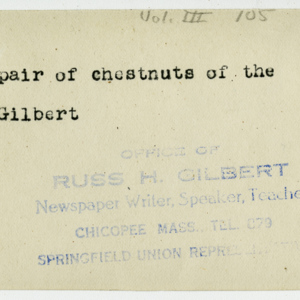 Vol. III 105
pair of chestnuts of the
Gilbert
OFFICE OF
RUSS H. GILBERT
Newspaper Writer, Speaker, Teache
CHICOPEE MASS. TEL. 879
SPRINGFIELD UNION REPRE